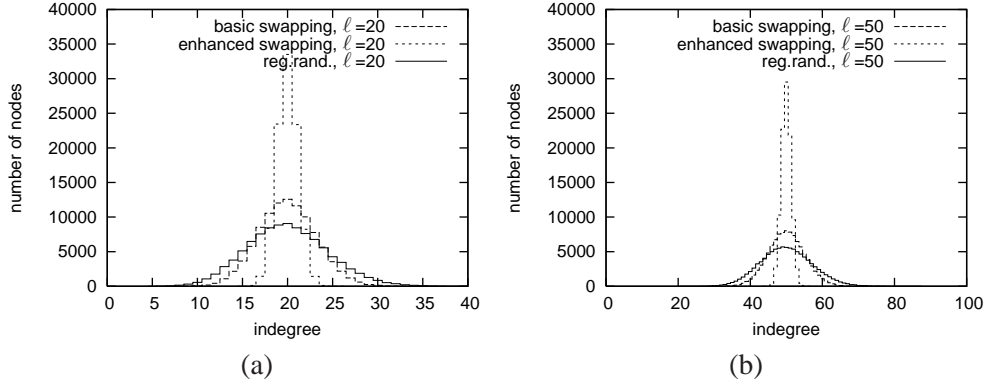 number of nodes
40000
35000
30000
25000
20000
15000
10000
5000
0
basic swapping, ℓ=20
enhanced swapping, ℓ=20
reg.rand., ℓ=20
0 5 10 15 20 25 30 35 40
indegree
(a)
number of nodes
40000
35000
30000
25000
20000
15000
10000
5000
0
basic swapping, ℓ=50
enhanced swapping, ℓ=50
reg.rand., ℓ=50
0 20 40 60 80 100
indegree
(b)